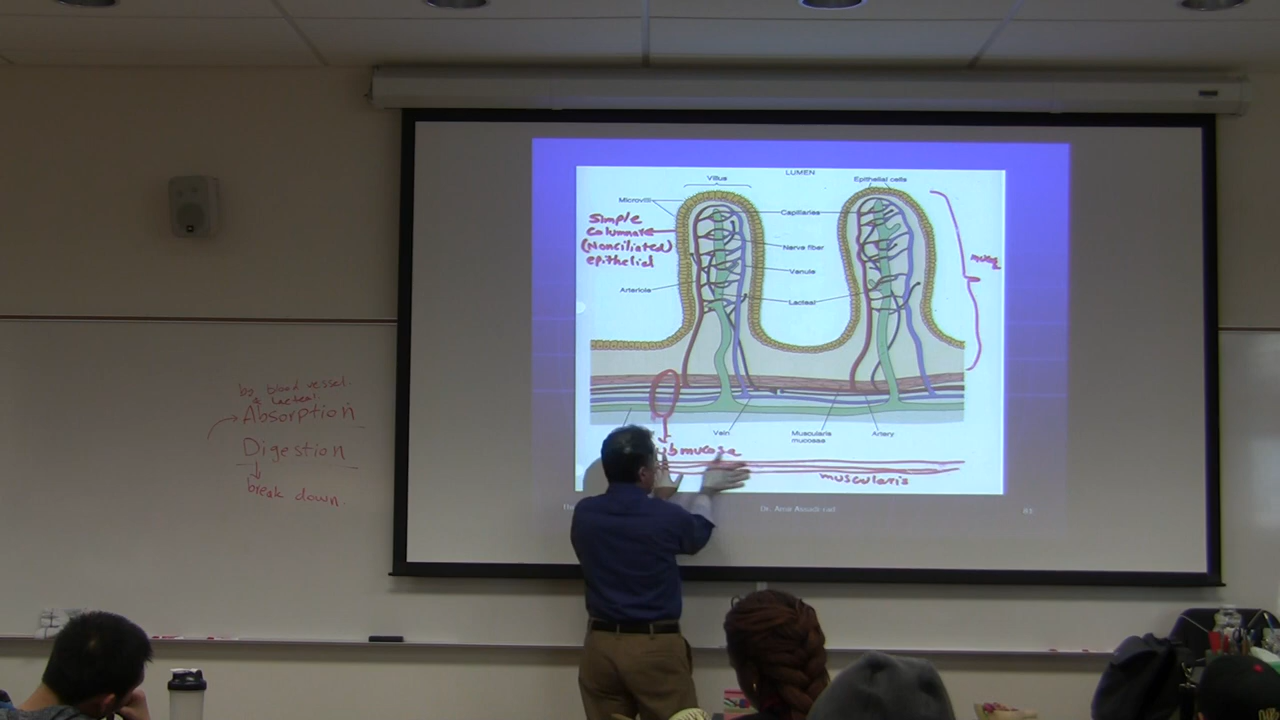 by blood vessel.
& lacteal.
Absorption
Digestion
break down.
Villus
LUMEN
Epithelial cells
Microvilli
Capillaries
Simple
columnar
(Nonciliated)
epithelial
Nerve fiber
Venule
Arteriole
Lacteal
Vein
Muscularis
mucosa
Artery
submucosa
muscularis
81